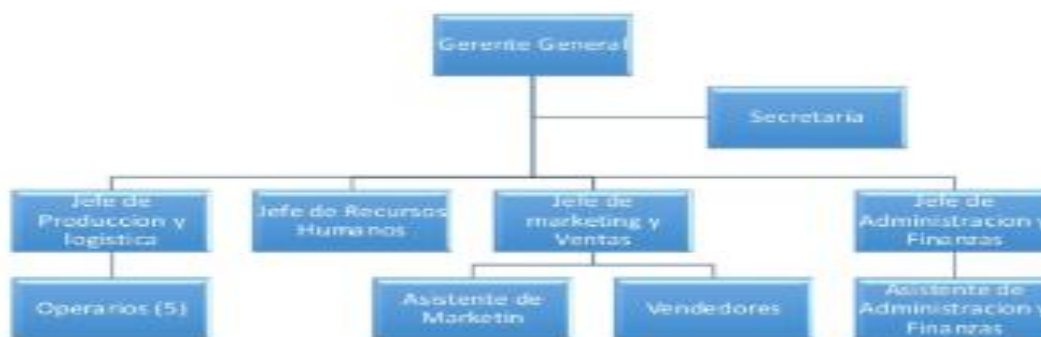 Gerente General
Secretaria
Jefe de
Produccion y
logistica
Jefe de Recursos
Humanos
Jefe de
marketing y
Ventas
Jefe de
Administracion y
Finanzas
Operarios (5)
Asistente de
Marketin
Vendedores
Asistente de
Administracion y
Finanzas